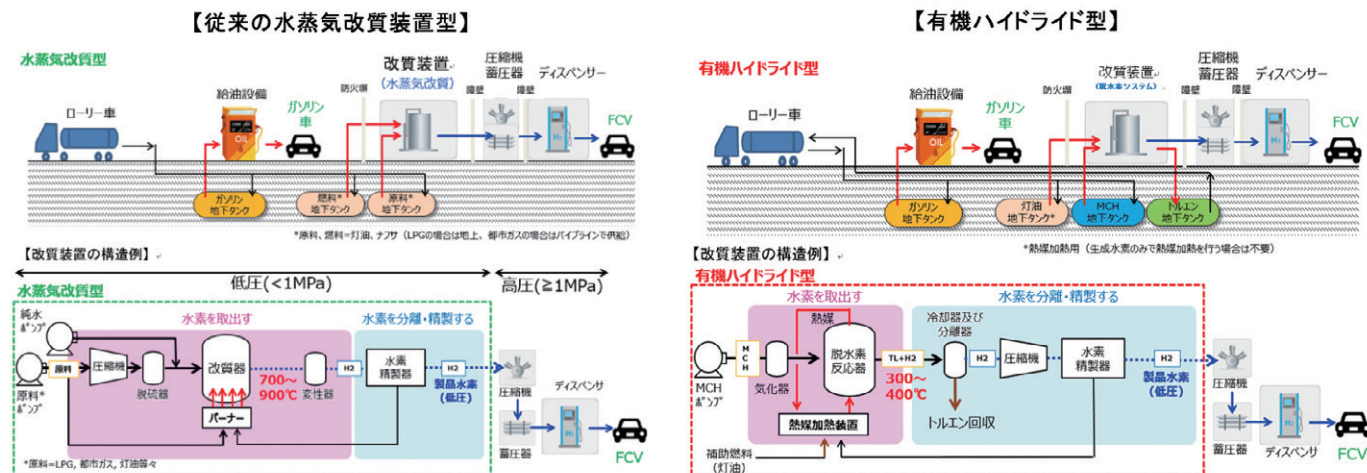 【従来の水蒸気改質装置型】
水蒸気改質型
ローリー車
給油設備
ガソリン
車
防火塀
改質装置
(水蒸気改質)
障壁
圧縮機
蓄圧器
障壁
ディスペンサー
FCV
OIL
H2
ガソリン
地下タンク
燃料*
地下タンク
原料*
地下タンク
*原料、燃料=灯油、ナフサ（LPGの場合は地上、都市ガスの場合はパイプラインで供給）
【改質装置の構造例】
低圧(<1MPa)
高圧(≧1MPa)
水蒸気改質型
水素を取出す
水素を分離・精製する
純水
ポンプ
原料
原料*
ポンプ
圧縮機
脱硫器
改質器
700～
900℃
バーナー
変性器
H2
水素
精製器
H2
製品水素
(低圧)
圧縮機
蓄圧器
ディスペンサ
H2
FCV
*原料=LPG, 都市ガス, 灯油等々
【有機ハイドライド型】
有機ハイドライド型
ローリー車
給油設備
ガソリン
車
防火塀
改質装置
(脱水素システム)
障壁
圧縮機
蓄圧器
障壁
ディスペンサー
FCV
OIL
H2
ガソリン
地下タンク
灯油
地下タンク*
MCH
地下タンク
トルエン
地下タンク
*熱媒加熱用（生成水素のみで熱媒加熱を行う場合は不要）
【改質装置の構造例】
有機ハイドライド型
水素を取出す
水素を分離・精製する
熱媒
MCH
MCH
ポンプ
気化器
脱水素
反応器
TL+H2
300～
400℃
熱媒加熱装置
補助燃料
(灯油)
冷却器及び
分離器
トルエン回収
H2
圧縮機
水素
精製器
H2
製品水素
(低圧)
圧縮機
蓄圧器
ディスペンサ
H2
FCV